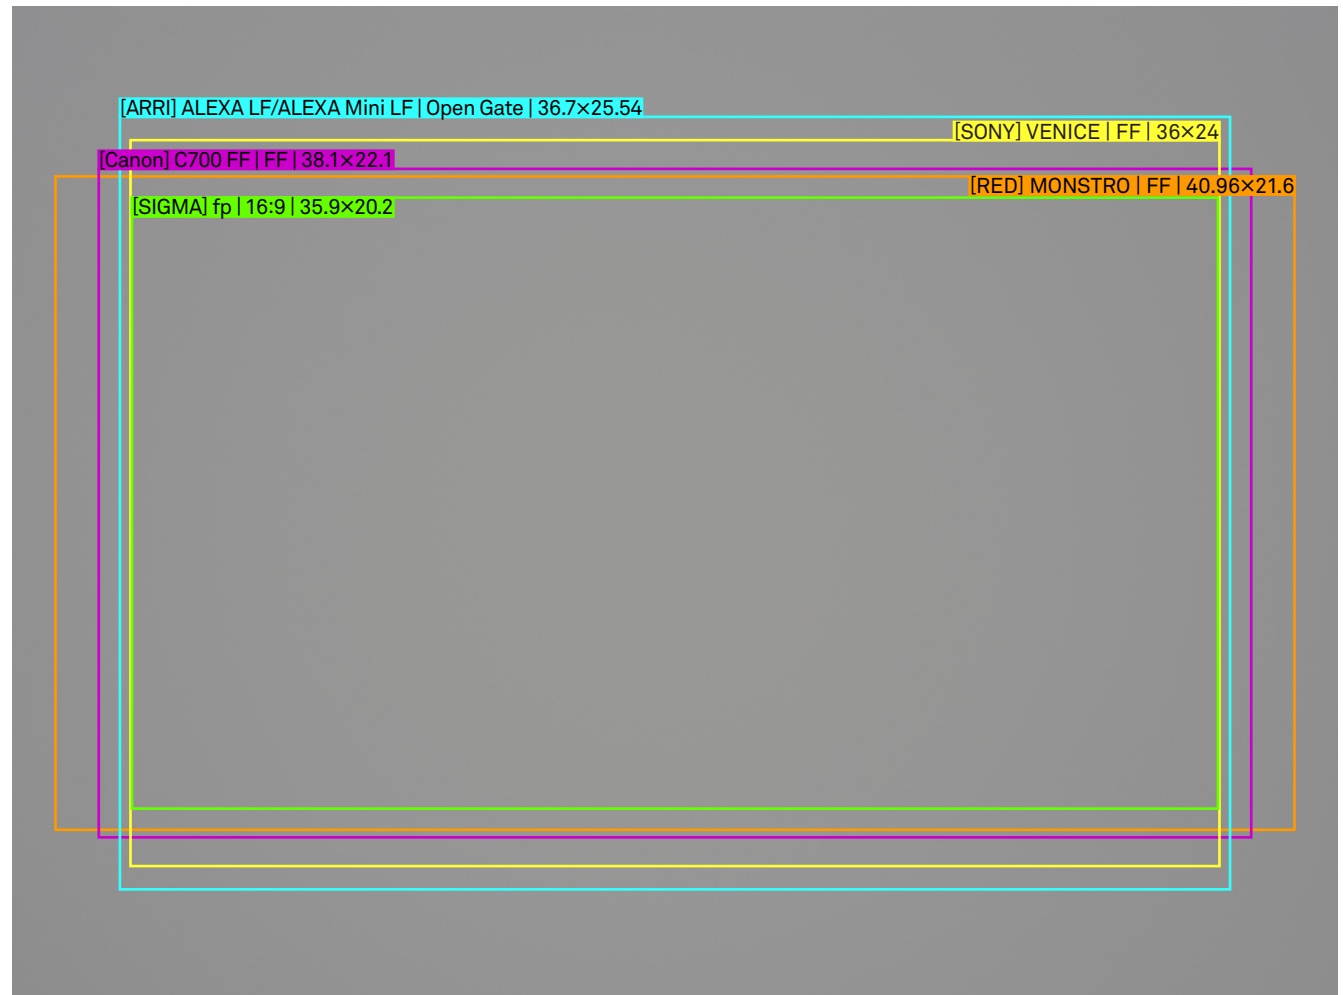 [ARRI] ALEXA LF/ALEXA Mini LF | Open Gate | 36.7×25.54
[SONY] VENICE | FF | 36×24
[Canon] C700 FF | FF | 38.1×22.1
[RED] MONSTRO | FF | 40.96×21.6
[SIGMA] fp | 16:9 | 35.9×20.2